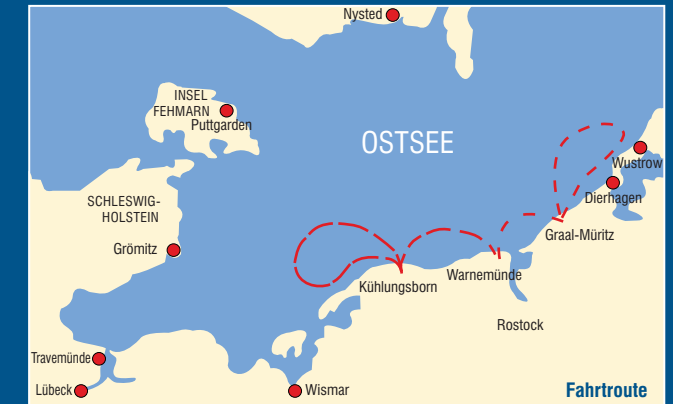 Nysted
INSEL
FEHMARN
Puttgarden
OSTSEE
Wustrow
Dierhagen
SCHLESWIG-
HOLSTEIN
Graal-Müritz
Grömitz
Warnemünde
Kühlungsborn
Rostock
Travemünde
Lübeck
Wismar
Fahrtroute